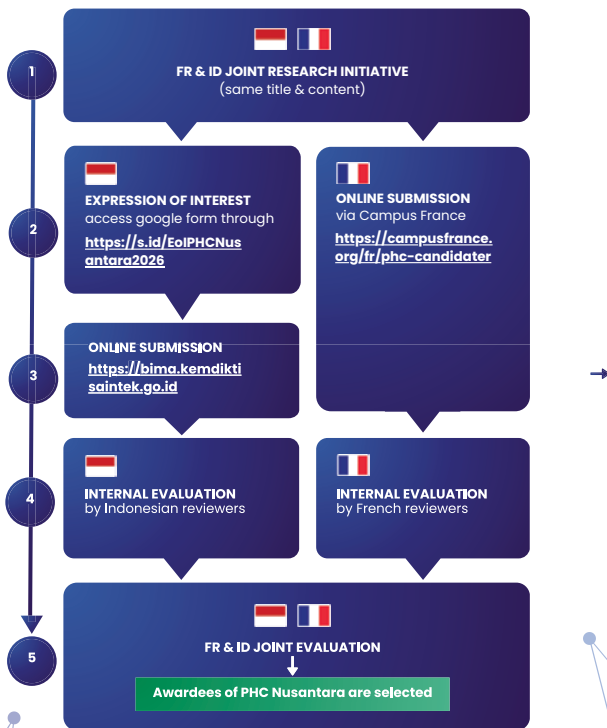 1
FR & ID JOINT RESEARCH INITIATIVE
(same title & content)
2
EXPRESSION OF INTEREST
access google form through
https://s.id/EoIPHCNus
antara2026
ONLINE SUBMISSION
via Campus France
https://campusfrance.
org/fr/phc-candidater
3
ONLINE SUBMISSION
https://bima.kemdikti
saintek.go.id
4
INTERNAL EVALUATION
by Indonesian reviewers
INTERNAL EVALUATION
by French reviewers
5
FR & ID JOINT EVALUATION
Awardees of PHC Nusantara are selected